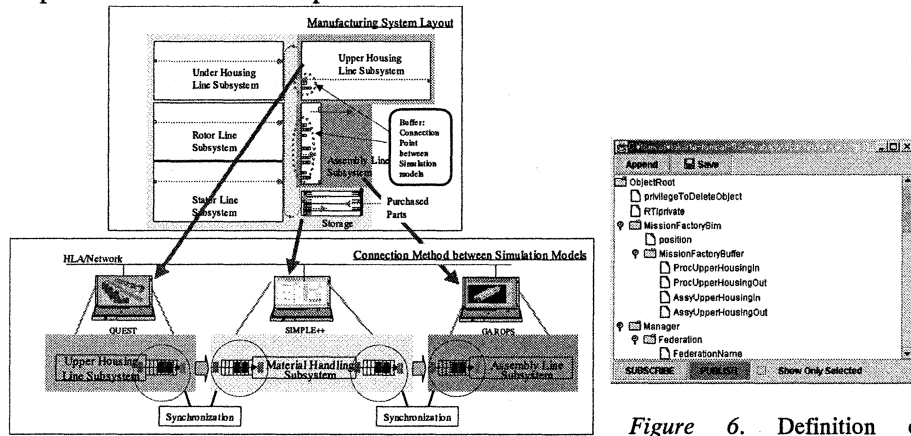 Manufacturing System Layout
Under Housing
Line Subsystem
Upper Housing
Line Subsystem
Rotor Line
Subsystem
Buffer:
Connection
Point
between
Simulation
models
Assembly Line
Subsystem
Stator Line
Subsystem
Purchased
Parts
Storage
HLA/Network
Connection Method between Simulation Models
QUEST
SIMPLE++
GAROPS
Upper Housing
Line Subsystem
Material Handling
Subsystem
Assembly Line
Subsystem
Synchronization
Synchronization
Append Save
ObjectRoot
privilegeToDeleteObject
RTIprivate
MissionFactorySim
position
MissionFactoryBuffer
ProcUpperHousingIn
ProcUpperHousingOut
AssyUpperHousingIn
AssyUpperHousingOut
Manager
Federation
FederationName
SUBSCRIBE PUBLISH Show Only Selected
Figure 6. Definition